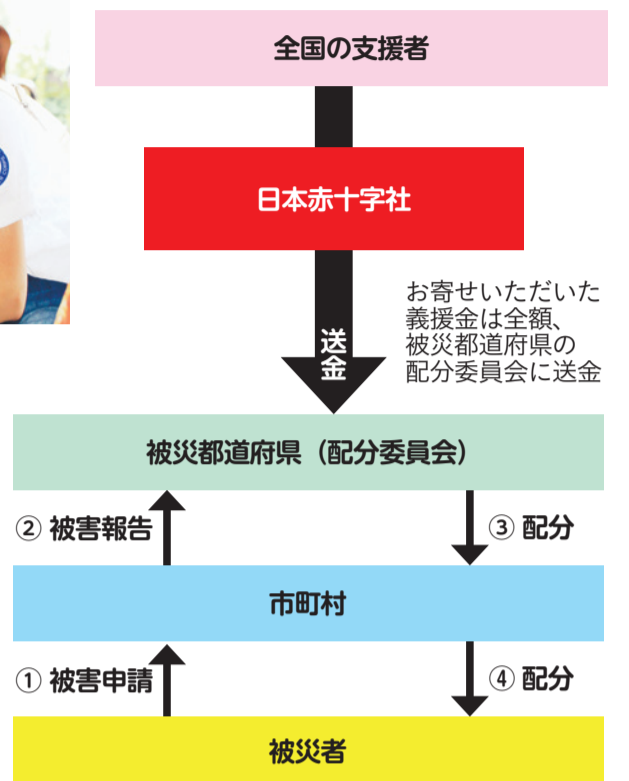 全国の支援者
日本赤十字社
お寄せいただいた
義援金は全額、
被災都道府県の
配分委員会に送金
送金
被災都道府県（配分委員会）
② 被害報告
③ 配分
市町村
① 被害申請
④ 配分
被災者